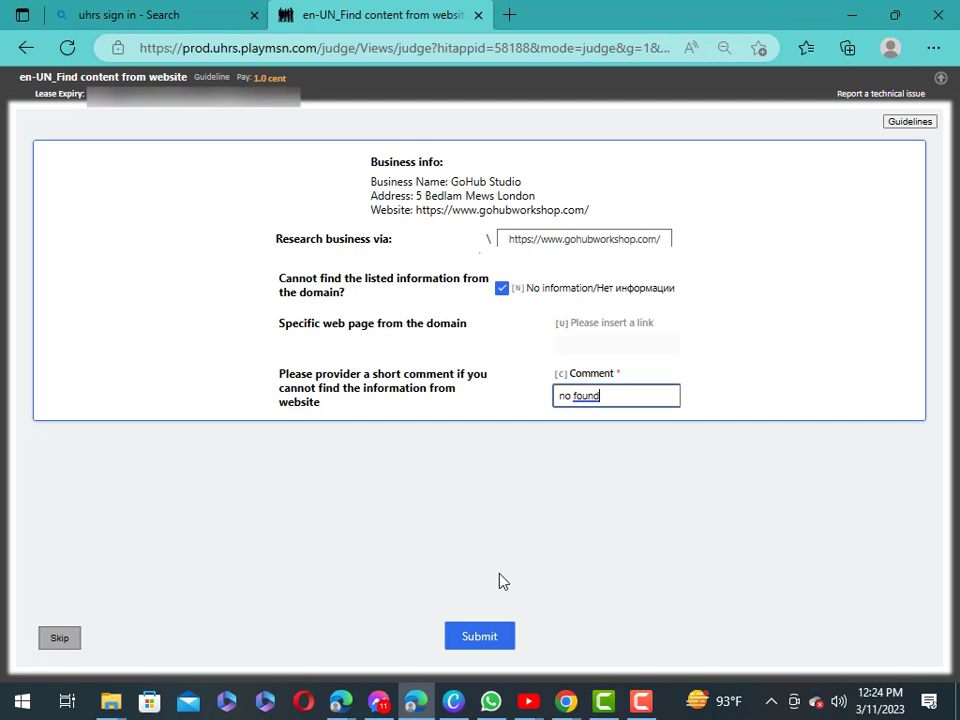 uhrs sign in - Search
en-UN_Find content from websit
https://prod.uhrs.playmsn.com/judge/Views/judge?hitappid=58188&mode=judge&g=1&...
en-UN_Find content from website Guideline Pay: 1.0 cent
Lease Expiry:
Report a technical issue
Guidelines
Business info:
Business Name: GoHub Studio
Address: 5 Bedlam Mews London
Website: https://www.gohubworkshop.com/
Research business via: \ https://www.gohubworkshop.com/
Cannot find the listed information from
the domain?
[N] No information/Нет информации
Specific web page from the domain
[U] Please insert a link
Please provider a short comment if you
cannot find the information from
website
[C] Comment *
no found
Skip
Submit
11
93°F
12:24 PM
3/11/2023